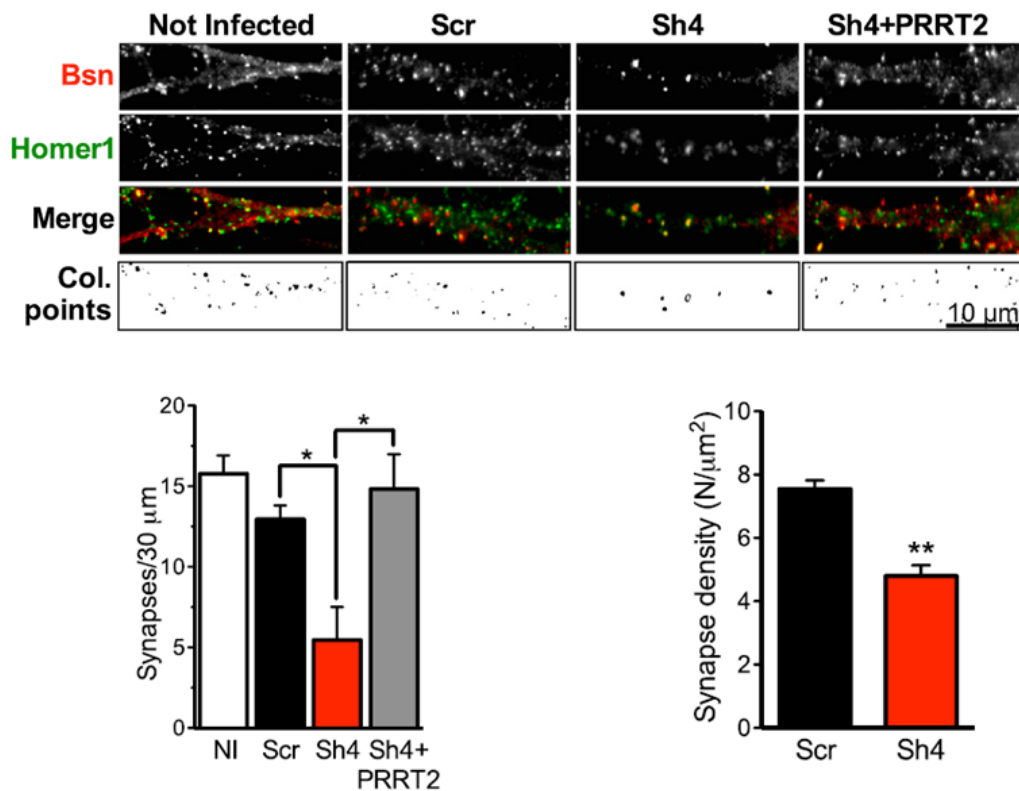 Not Infected Scr Sh4 Sh4+PRRT2
Bsn
Homer1
Merge
Col.
points
10 μm
20
15
10
5
0
Synapses/30 μm
* *
NI Scr Sh4 Sh4+
PRRT2
10
8
6
4
2
0
Synapse density (N/μm²)
**
Scr Sh4